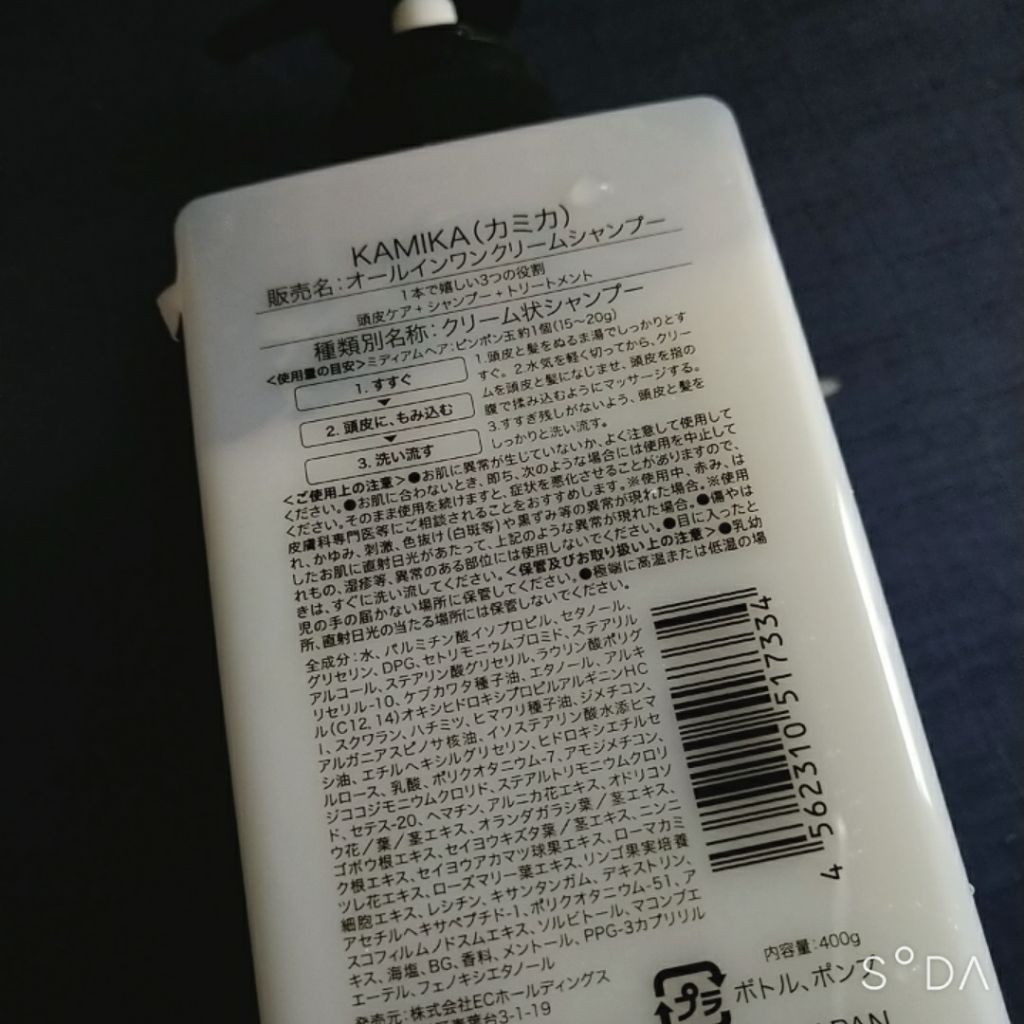 KAMIKA(カミカ)
販売名:オールインワンクリームシャンプー
1本で嬉しい3つの役割
頭皮ケア+シャンプー+トリートメント
種類別名称:クリーム状シャンプー
<使用量の目安>ミディアムヘア:ピンポン玉約1個(15~20g)
1. すすぐ
2. 頭皮に、もみ込む
3. 洗い流す
1.頭皮と髪をぬるま湯でしっかりとす
すぐ。2.水気を軽く切ってから、クリー
ムを頭皮と髪になじませ、頭皮を指の
腹で揉み込むようにマッサージする。
3.すすぎ残しがないよう、頭皮と髪を
しっかりと洗い流す。
<ご使用上の注意>●お肌に異常が生じていないか、よく注意して使用して
ください。●お肌に合わないとき、即ち、次のような場合には使用を中止して
ください。そのまま使用を続けますと、症状を悪化させることがありますので、
皮膚科専門医等にご相談されることをおすすめします。※使用中、赤み、は
れ、かゆみ、刺激、色抜け(白斑等)や黒ずみ等の異常が現れた場合。※使用
したお肌に直射日光があたって、上記のような異常が現れた場合。●傷やは
れもの、湿疹等、異常のある部位には使用しないでください。●目に入ったと
きは、すぐに洗い流してください。<保管及びお取り扱い上の注意>●乳幼
児の手の届かない場所に保管してください。●極端に高温または低温の場
所、直射日光の当たる場所には保管しないでください。
全成分:水、パルミチン酸イソプロピル、セタノール、
グリセリン、DPG、セトリモニウムブロミド、ステアリル
アルコール、ステアリン酸グリセリル、ラウリン酸ポリグ
リセリル-10、ケブカワタ種子油、エタノール、アルキ
ル(C12,14)オキシヒドロキシプロピルアルギニンHC
l、スクワラン、ハチミツ、ヒマワリ種子油、ジメチコン、
アルガニアスピノサ核油、イソステアリン酸水添ヒマ
シ油、エチルヘキシルグリセリン、ヒドロキシエチルセ
ルロース、乳酸、ポリクオタニウム-7、アモジメチコン、
ジココジモニウムクロリド、ステアルトリモニウムクロリ
ド、セテス-20、ヘマチン、アルニカ花エキス、オドリコソ
ウ花/葉/茎エキス、オランダガラシ葉/茎エキス、
ゴボウ根エキス、セイヨウキズタ葉/茎エキス、ニンニ
ク根エキス、セイヨウアカマツ球果エキス、ローマカミ
ツレ花エキス、ローズマリー葉エキス、リンゴ果実培養
細胞エキス、レシチン、キサンタンガム、デキストリン、
アセチルヘキサペプチド-1、ポリクオタニウム-51、ア
スコフィルムノドスムエキス、ソルビトール、マコンブエ
キス、海塩、BG、香料、メントール、PPG-3カプリリル
エーテル、フェノキシエタノール
発売元:株式会社ECホールディングス
葉台3-1-19
4 562310 517334
内容量:400g
プラ
ボトル、ポンプ
SODA